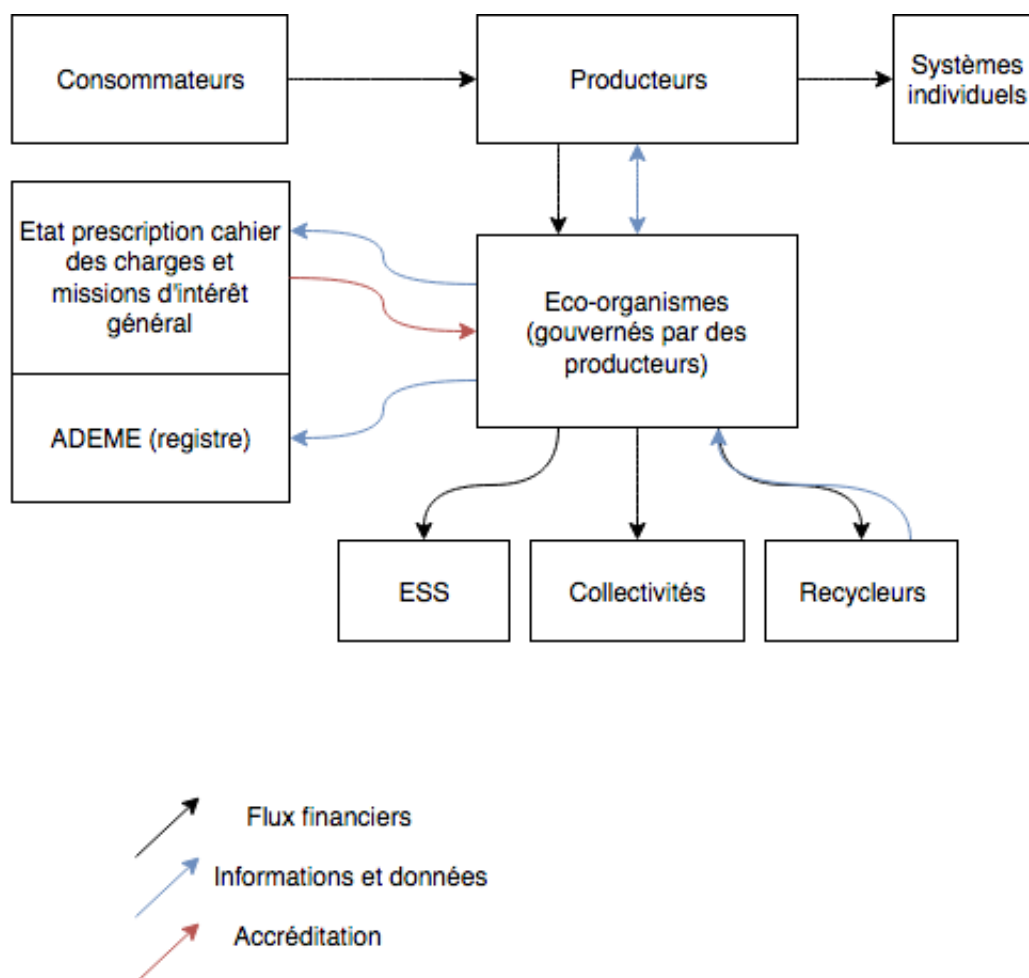 Consommateurs
Producteurs
Systèmes
individuels
Etat prescription cahier
des charges et
missions d'intérêt
général
Eco-organismes
(gouvernés par des
producteurs)
ADEME (registre)
ESS
Collectivités
Recycleurs
Flux financiers
Informations et données
Accréditation